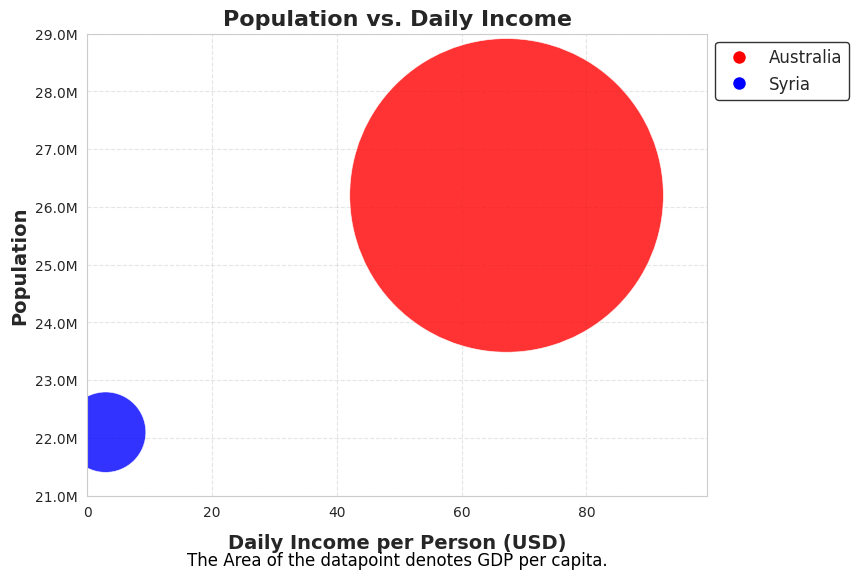 Population vs. Daily Income
29.0M
28.0M
27.0M
26.0M
25.0M
24.0M
23.0M
22.0M
21.0M
Population
0 20 40 60 80
Daily Income per Person (USD)
The Area of the datapoint denotes GDP per capita.
Australia
Syria